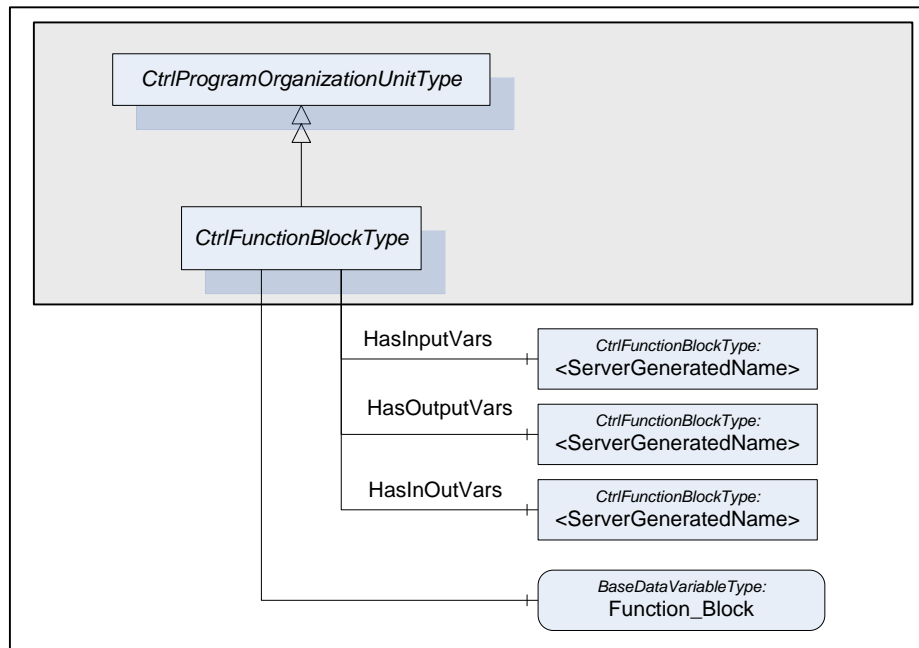 CtrlProgramOrganizationUnitType
CtrlFunctionBlockType
HasInputVars
CtrlFunctionBlockType:
<ServerGeneratedName>
HasOutputVars
CtrlFunctionBlockType:
<ServerGeneratedName>
HasInOutVars
CtrlFunctionBlockType:
<ServerGeneratedName>
BaseDataVariableType:
Function_Block